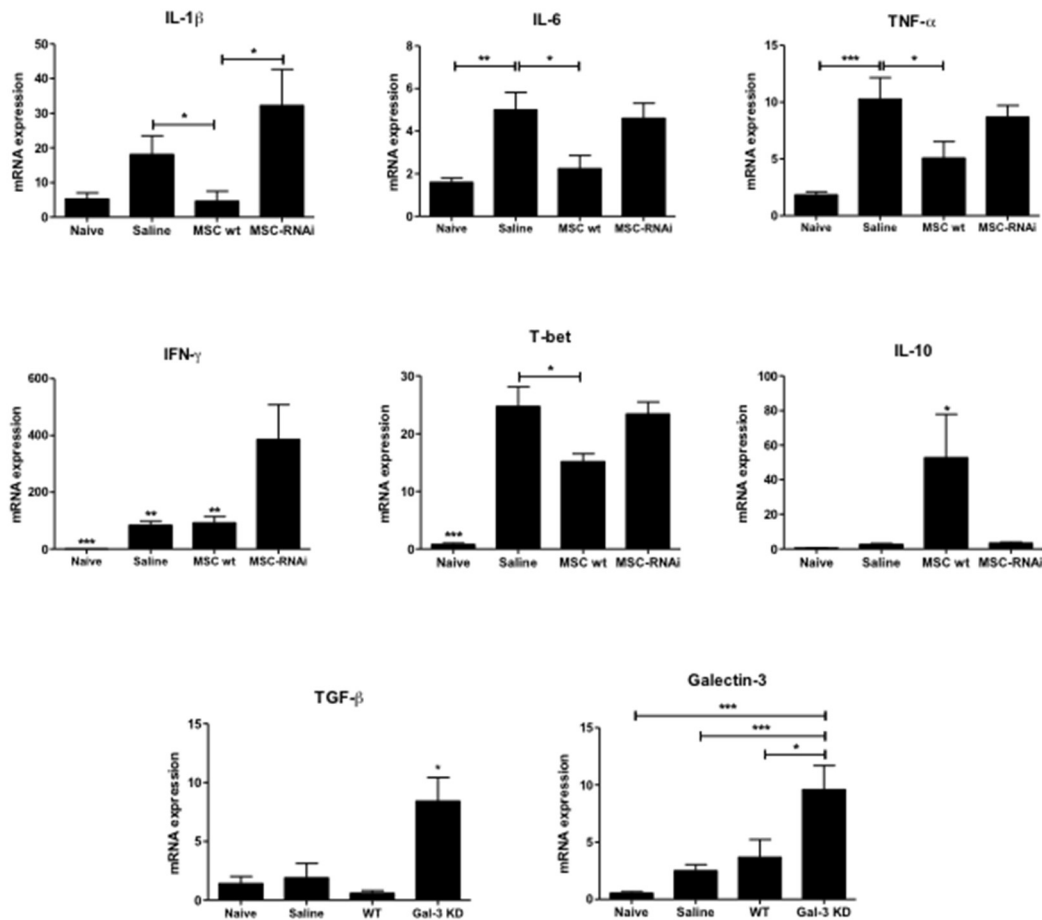 IL-1β
mRNA expression
50
40
30
20
10
0
*
*
Naive Saline MSC wt MSC-RNAi
IL-6
mRNA expression
8
6
4
2
0
** *
Naive Saline MSC wt MSC-RNAi
TNF-α
mRNA expression
15
10
5
0
*** *
Naive Saline MSC wt MSC-RNAi
IFN-γ
mRNA expression
600
400
200
0
*** ** **
Naive Saline MSC wt MSC-RNAi
T-bet
mRNA expression
30
20
10
0
*
***
Naive Saline MSC wt MSC-RNAi
IL-10
mRNA expression
100
80
60
40
20
0
*
Naive Saline MSC wt MSC-RNAi
TGF-β
mRNA expression
15
10
5
0
*
Naive Saline WT Gal-3 KD
Galectin-3
mRNA expression
15
10
5
0
***
***
*
Naive Saline WT Gal-3 KD